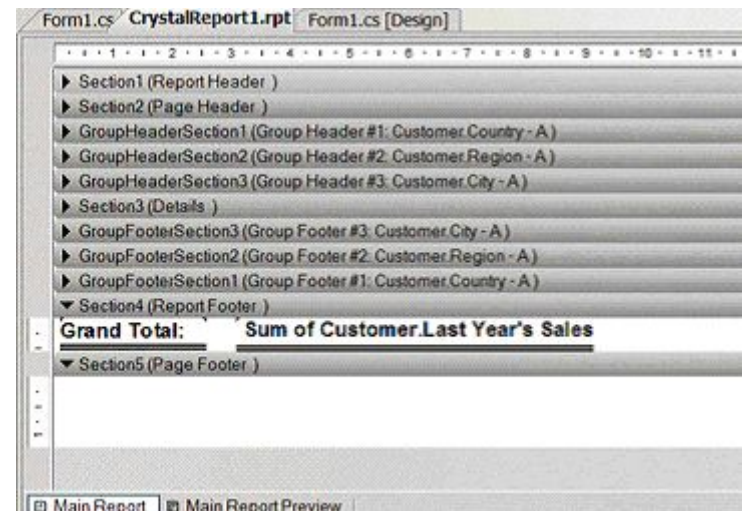 Form1.cs CrystalReport1.rpt Form1.cs [Design]
1 2 3 4 5 6 7 8 9 10 11
Section1 (Report Header )
Section2 (Page Header )
GroupHeaderSection1 (Group Header #1: Customer.Country - A )
GroupHeaderSection2 (Group Header #2: Customer.Region - A )
GroupHeaderSection3 (Group Header #3: Customer.City - A )
Section3 (Details )
GroupFooterSection3 (Group Footer #3: Customer.City - A )
GroupFooterSection2 (Group Footer #2: Customer.Region - A )
GroupFooterSection1 (Group Footer #1: Customer.Country - A )
Section4 (Report Footer )
Grand Total: Sum of Customer.Last Year's Sales
Section5 (Page Footer )
Main Report Main Report Preview